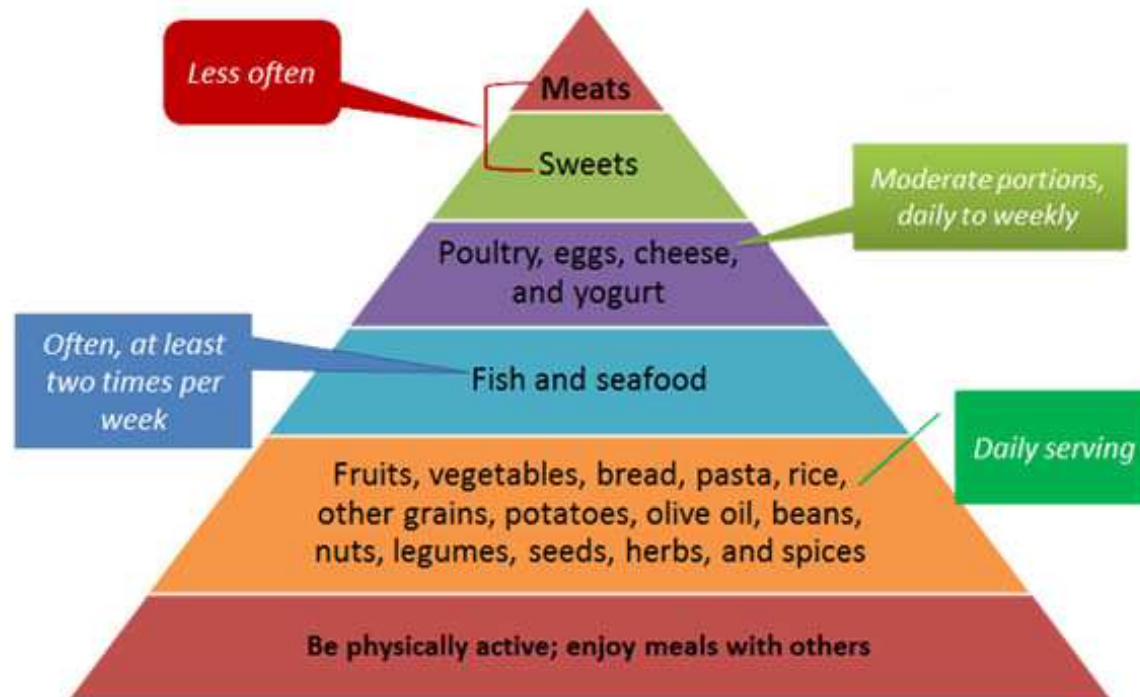 Less often
Meats
Sweets
Moderate portions,
daily to weekly
Poultry, eggs, cheese,
and yogurt
Often, at least
two times per
week
Fish and seafood
Daily serving
Fruits, vegetables, bread, pasta, rice,
other grains, potatoes, olive oil, beans,
nuts, legumes, seeds, herbs, and spices
Be physically active; enjoy meals with others